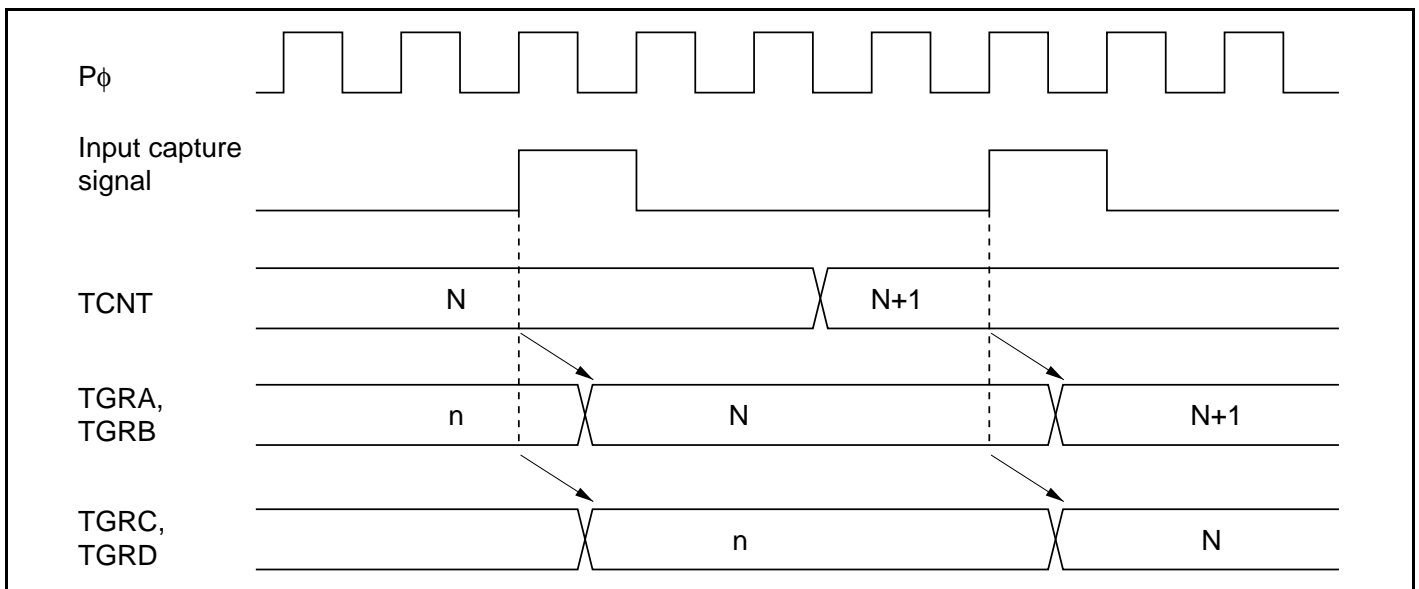 Pϕ
Input capture
signal
TCNT
N
N+1
TGRA,
TGRB
n
N
N+1
TGRC,
TGRD
n
N